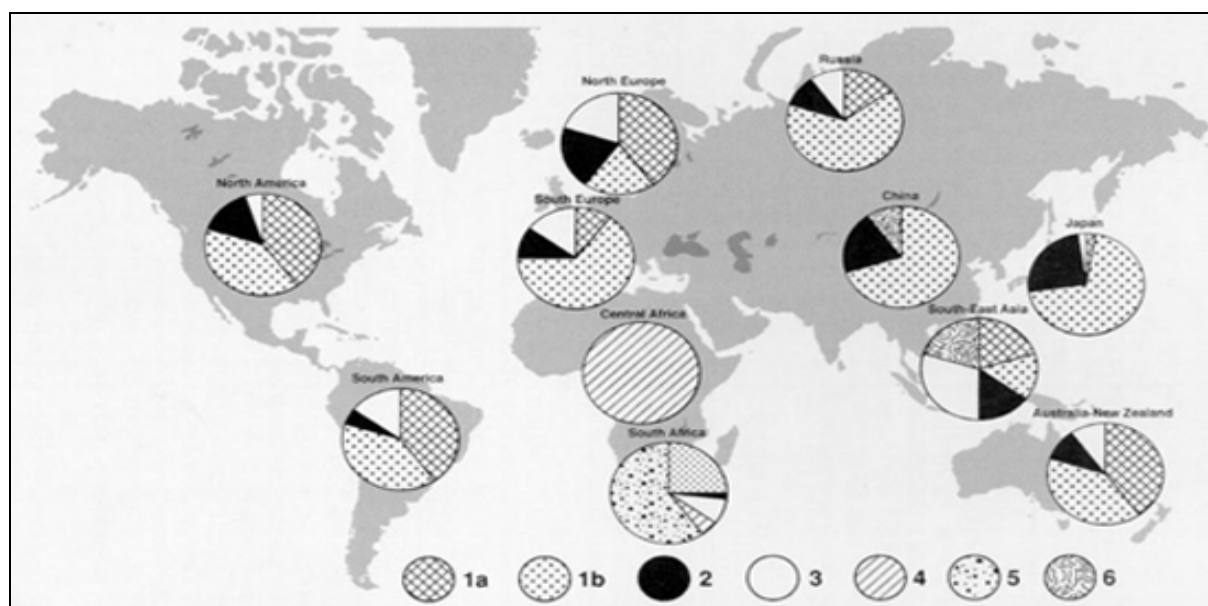 Russia
North Europe
North America
South Europe
China
Japan
South-East Asia
Central Africa
South America
Australia-New Zealand
South Africa
1a 1b 2 3 4 5 6